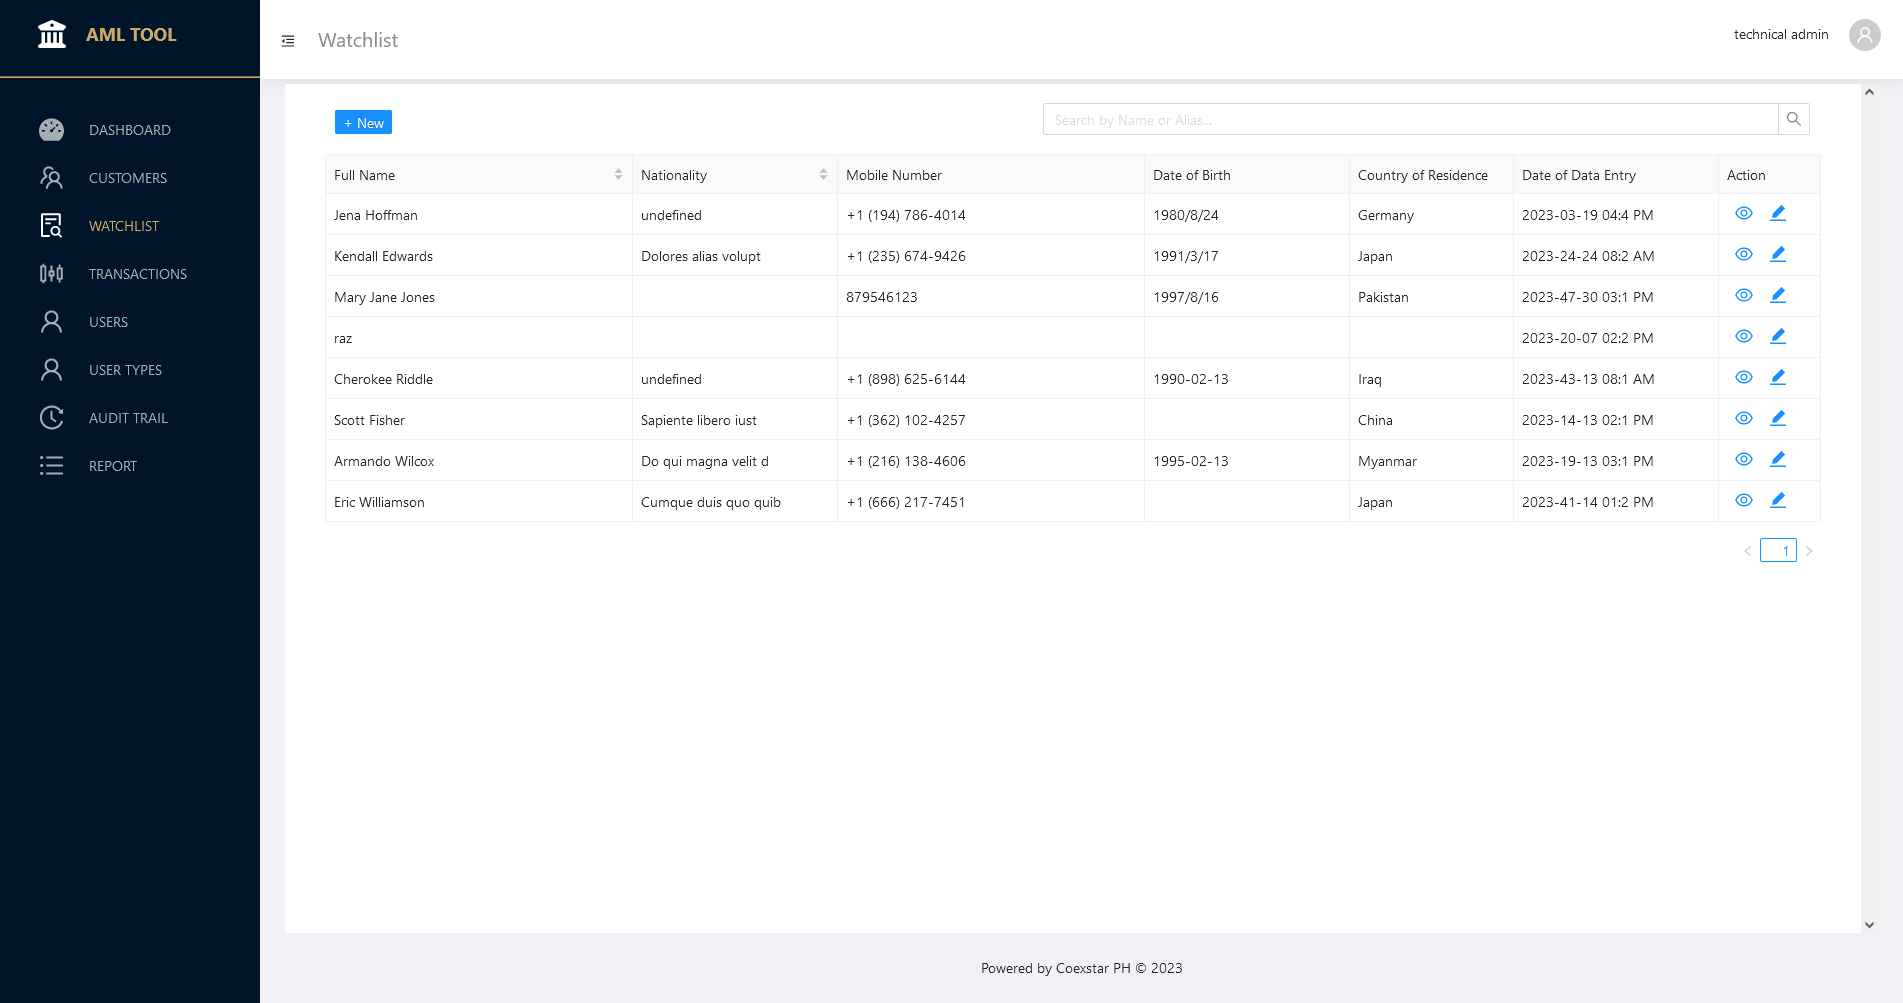 AML TOOL
Watchlist
technical admin
DASHBOARD
CUSTOMERS
WATCHLIST
TRANSACTIONS
USERS
USER TYPES
AUDIT TRAIL
REPORT
+ New
Search by Name or Alias...
Full Name Nationality Mobile Number Date of Birth Country of Residence Date of Data Entry Action
Jena Hoffman undefined +1 (194) 786-4014 1980/8/24 Germany 2023-03-19 04:4 PM
Kendall Edwards Dolores alias volupt +1 (235) 674-9426 1991/3/17 Japan 2023-24-24 08:2 AM
Mary Jane Jones 879546123 1997/8/16 Pakistan 2023-47-30 03:1 PM
raz 2023-20-07 02:2 PM
Cherokee Riddle undefined +1 (898) 625-6144 1990-02-13 Iraq 2023-43-13 08:1 AM
Scott Fisher Sapiente libero iust +1 (362) 102-4257 China 2023-14-13 02:1 PM
Armando Wilcox Do qui magna velit d +1 (216) 138-4606 1995-02-13 Myanmar 2023-19-13 03:1 PM
Eric Williamson Cumque duis quo quib +1 (666) 217-7451 Japan 2023-41-14 01:2 PM
< 1 >
Powered by Coexstar PH © 2023